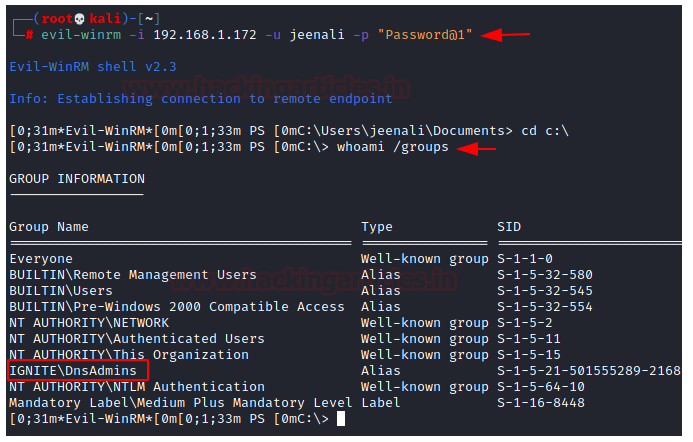 (root💀kali)-[~]
# evil-winrm -i 192.168.1.172 -u jeenali -p "Password@1"
Evil-WinRM shell v2.3
www.hackingarticles.in
Info: Establishing connection to remote endpoint
[0;31m*Evil-WinRM*[0m[0;1;33m PS [0mC:\Users\jeenali\Documents> cd c:\
[0;31m*Evil-WinRM*[0m[0;1;33m PS [0mC:\> whoami /groups
GROUP INFORMATION
Group Name Type SID
Everyone Well-known group S-1-1-0
BUILTIN\Remote Management Users Alias S-1-5-32-580
www.hackingarticles.in
BUILTIN\Users Alias S-1-5-32-545
BUILTIN\Pre-Windows 2000 Compatible Access Alias S-1-5-32-554
NT AUTHORITY\NETWORK Well-known group S-1-5-2
NT AUTHORITY\Authenticated Users Well-known group S-1-5-11
NT AUTHORITY\This Organization Well-known group S-1-5-15
IGNITE\DnsAdmins Alias S-1-5-21-501555289-2168
NT AUTHORITY\NTLM Authentication Well-known group S-1-5-64-10
Mandatory Label\Medium Plus Mandatory Level Label S-1-16-8448
[0;31m*Evil-WinRM*[0m[0;1;33m PS [0mC:\>